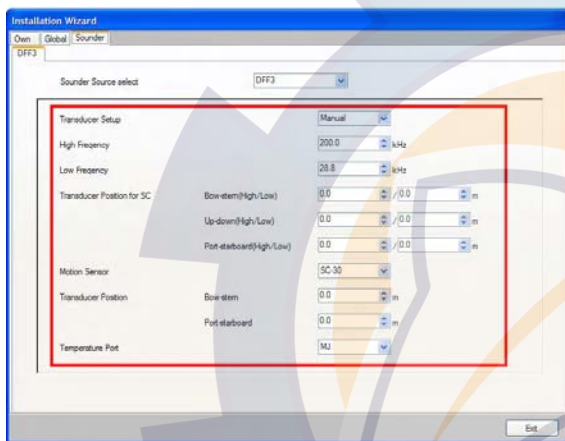 Installation Wizard
Own Global Sounder
DFF3
Sounder Source select DFF3
Transducer Setup Manual
High Freqency 200.0 kHz
Low Freqency 28.8 kHz
Transducer Position for SC Bow-stern(High/Low) 0.0 / 0.0 m
Up-down(High/Low) 0.0 / 0.0 m
Port-starboard(High/Low) 0.0 / 0.0 m
Motion Sensor SC-30
Transducer Position Bow-stern 0.0 m
Port-starboard 0.0 m
Temperature Port MJ
Exit